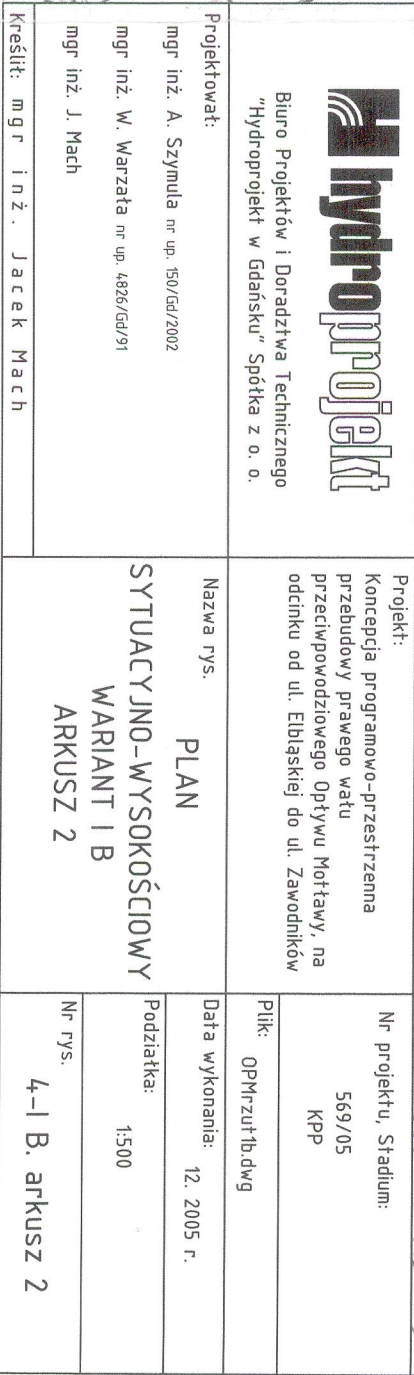 hydroprojekt
Biuro Projektów i Doradztwa Technicznego
"Hydroprojekt w Gdańsku" Spółka z o. o.
Projekt:
Koncepcja programowo-przestrzenna
przebudowy prawego wału
przeciwpowodziowego Opływu Motławy, na
odcinku od ul. Elbląskiej do ul. Zawodników
Nr projektu, Stadium:
569/05
KPP
Plik: OPMrzut1b.dwg
Projektował:
mgr inż. A. Szymula nr up. 150/Gd/2002
mgr inż. W. Warzała nr up. 4826/Gd/91
mgr inż. J. Mach
Kreślił: mgr inż. Jacek Mach
Nazwa rys.
PLAN
SYTUACYJNO-WYSOKOŚCIOWY
WARIANT I B
ARKUSZ 2
Data wykonania: 12. 2005 r.
Podziałka:
1:500
Nr rys.
4-I B. arkusz 2